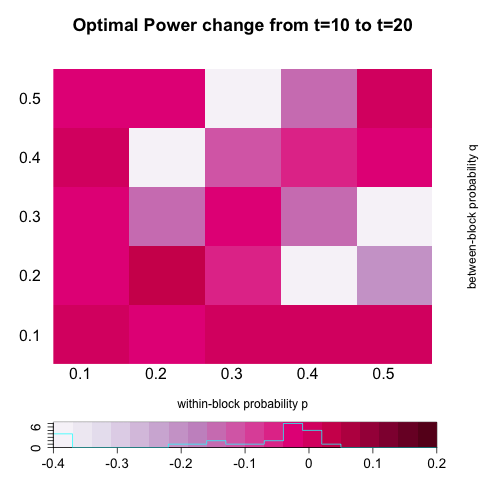 Optimal Power change from t=10 to t=20
0.5
0.4
0.3
0.2
0.1
between-block probability q
0.1 0.2 0.3 0.4 0.5
within-block probability p
6
0
-0.4 -0.3 -0.2 -0.1 0 0.1 0.2